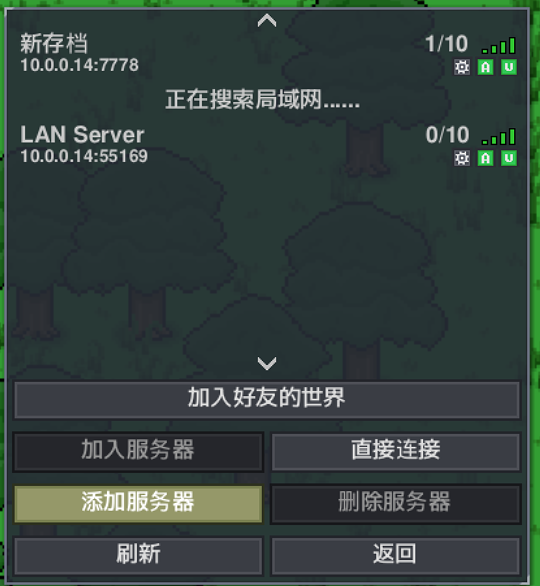 新存档 1/10
10.0.0.14:7778 A U
正在搜索局域网......
LAN Server 0/10
10.0.0.14:55169 A U
加入好友的世界
加入服务器 直接连接
添加服务器 删除服务器
刷新 返回